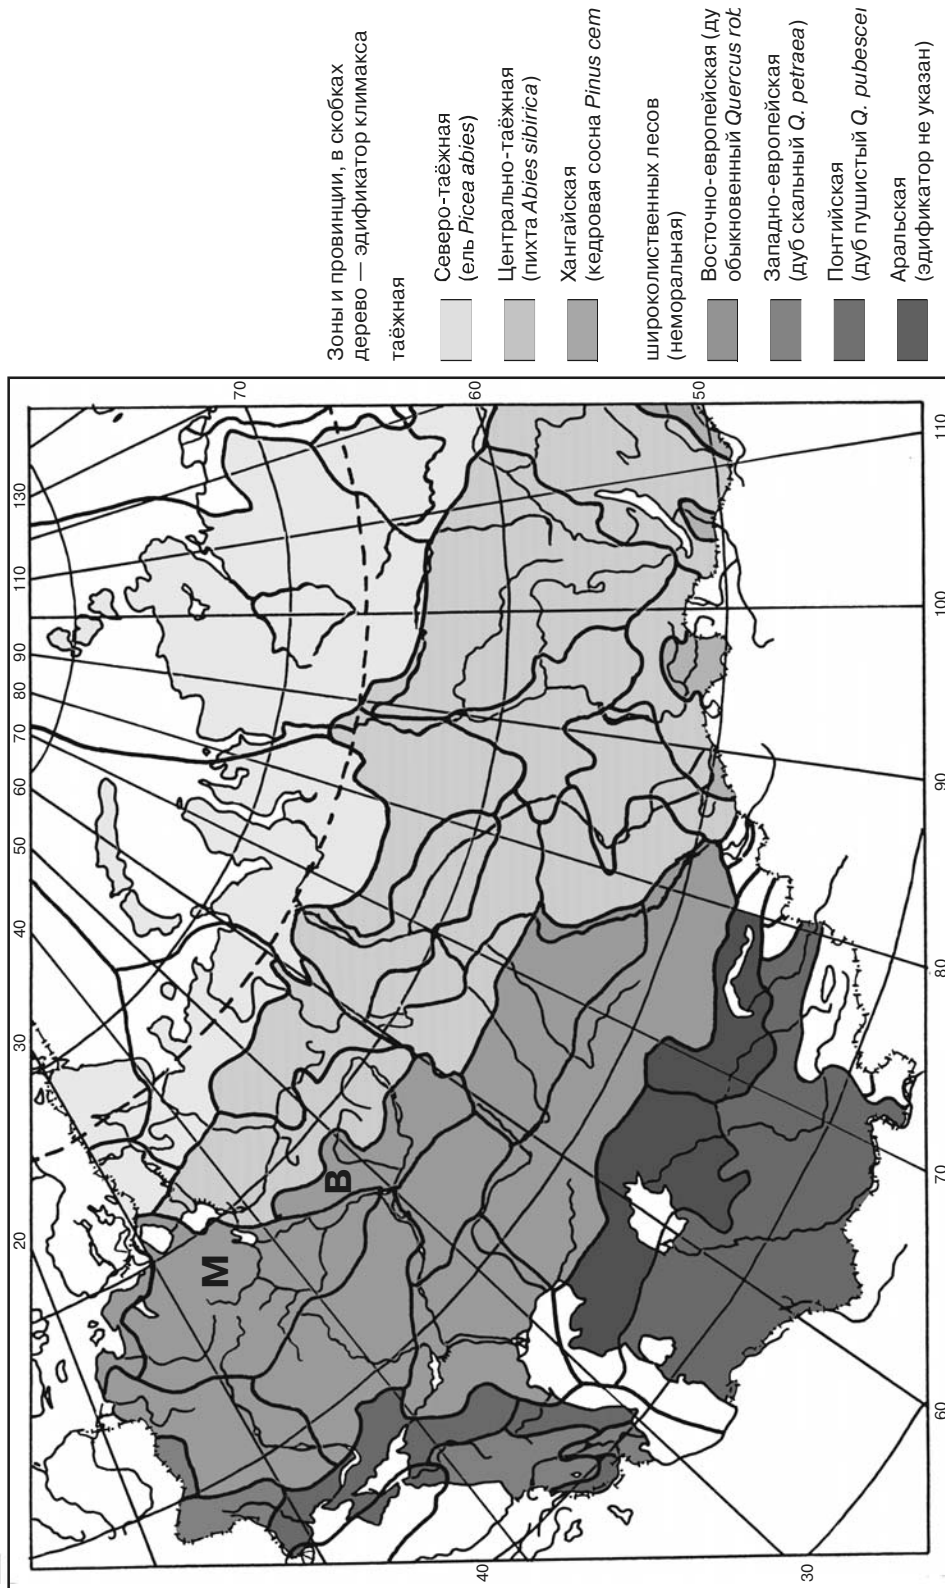 Зоны и провинции, в скобках
дерево — эдификатор климакса
таёжная
Северо-таёжная
(ель Picea abies)
Центрально-таёжная
(пихта Abies sibirica)
Хангайская
(кедровая сосна Pinus cem
широколиственных лесов
(неморальная)
Восточно-европейская (ду
обыкновенный Quercus rob
Западно-европейская
(дуб скальный Q. petraea)
Понтийская
(дуб пушистый Q. pubescer
Аральская
(эдификатор не указан)
20
30
40
50
60
70
80
90
110
130
70
60
50
М
В
40
30
60
70
80
90
100
110